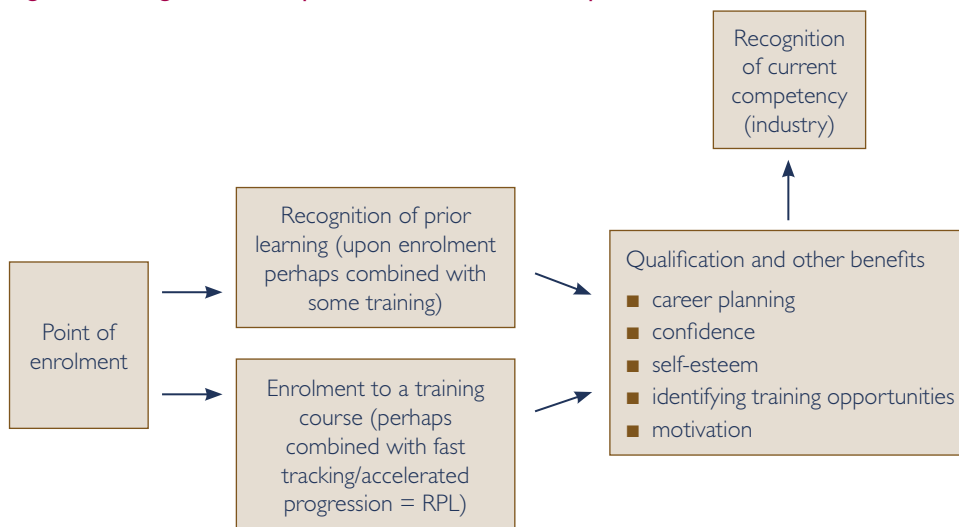 Recognition
of current
competency
(industry)
Recognition of prior
learning (upon enrolment
perhaps combined with
some training)
Point of
enrolment
Enrolment to a training
course (perhaps
combined with fast
tracking/accelerated
progression = RPL)
Qualification and other benefits
■ career planning
■ confidence
■ self-esteem
■ identifying training opportunities
■ motivation